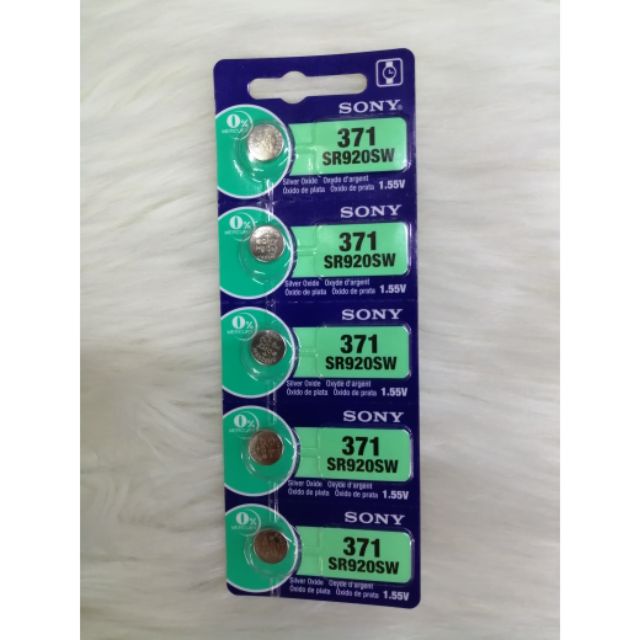 SONY®
0%
MERCURY
371
SR920SW
Silver Oxide Oxyde d'argent
Óxido de plata Óxido de prata 1.55V
SONY
0%
MERCURY
371
SR920SW
Silver Oxide Oxyde d'argent
Óxido de plata Óxido de prata 1.55V
SONY
0%
MERCURY
371
SR920SW
Silver Oxide Oxyde d'argent
Óxido de plata Óxido de prata 1.55V
SONY
0%
MERCURY
371
SR920SW
Silver Oxide Oxyde d'argent
Óxido de plata Óxido de prata 1.55V
SONY
0%
MERCURY
371
SR920SW
Silver Oxide Oxyde d'argent
Óxido de plata Óxido de prata 1.55V